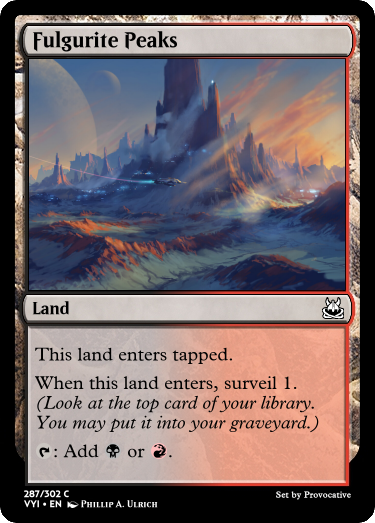 Fulgurite Peaks
Land
This land enters tapped.
When this land enters, surveil 1.
(Look at the top card of your library.
You may put it into your graveyard.)
: Add or .
287/302 C
VYI • EN Phillip A. Ulrich
Set by Provocative